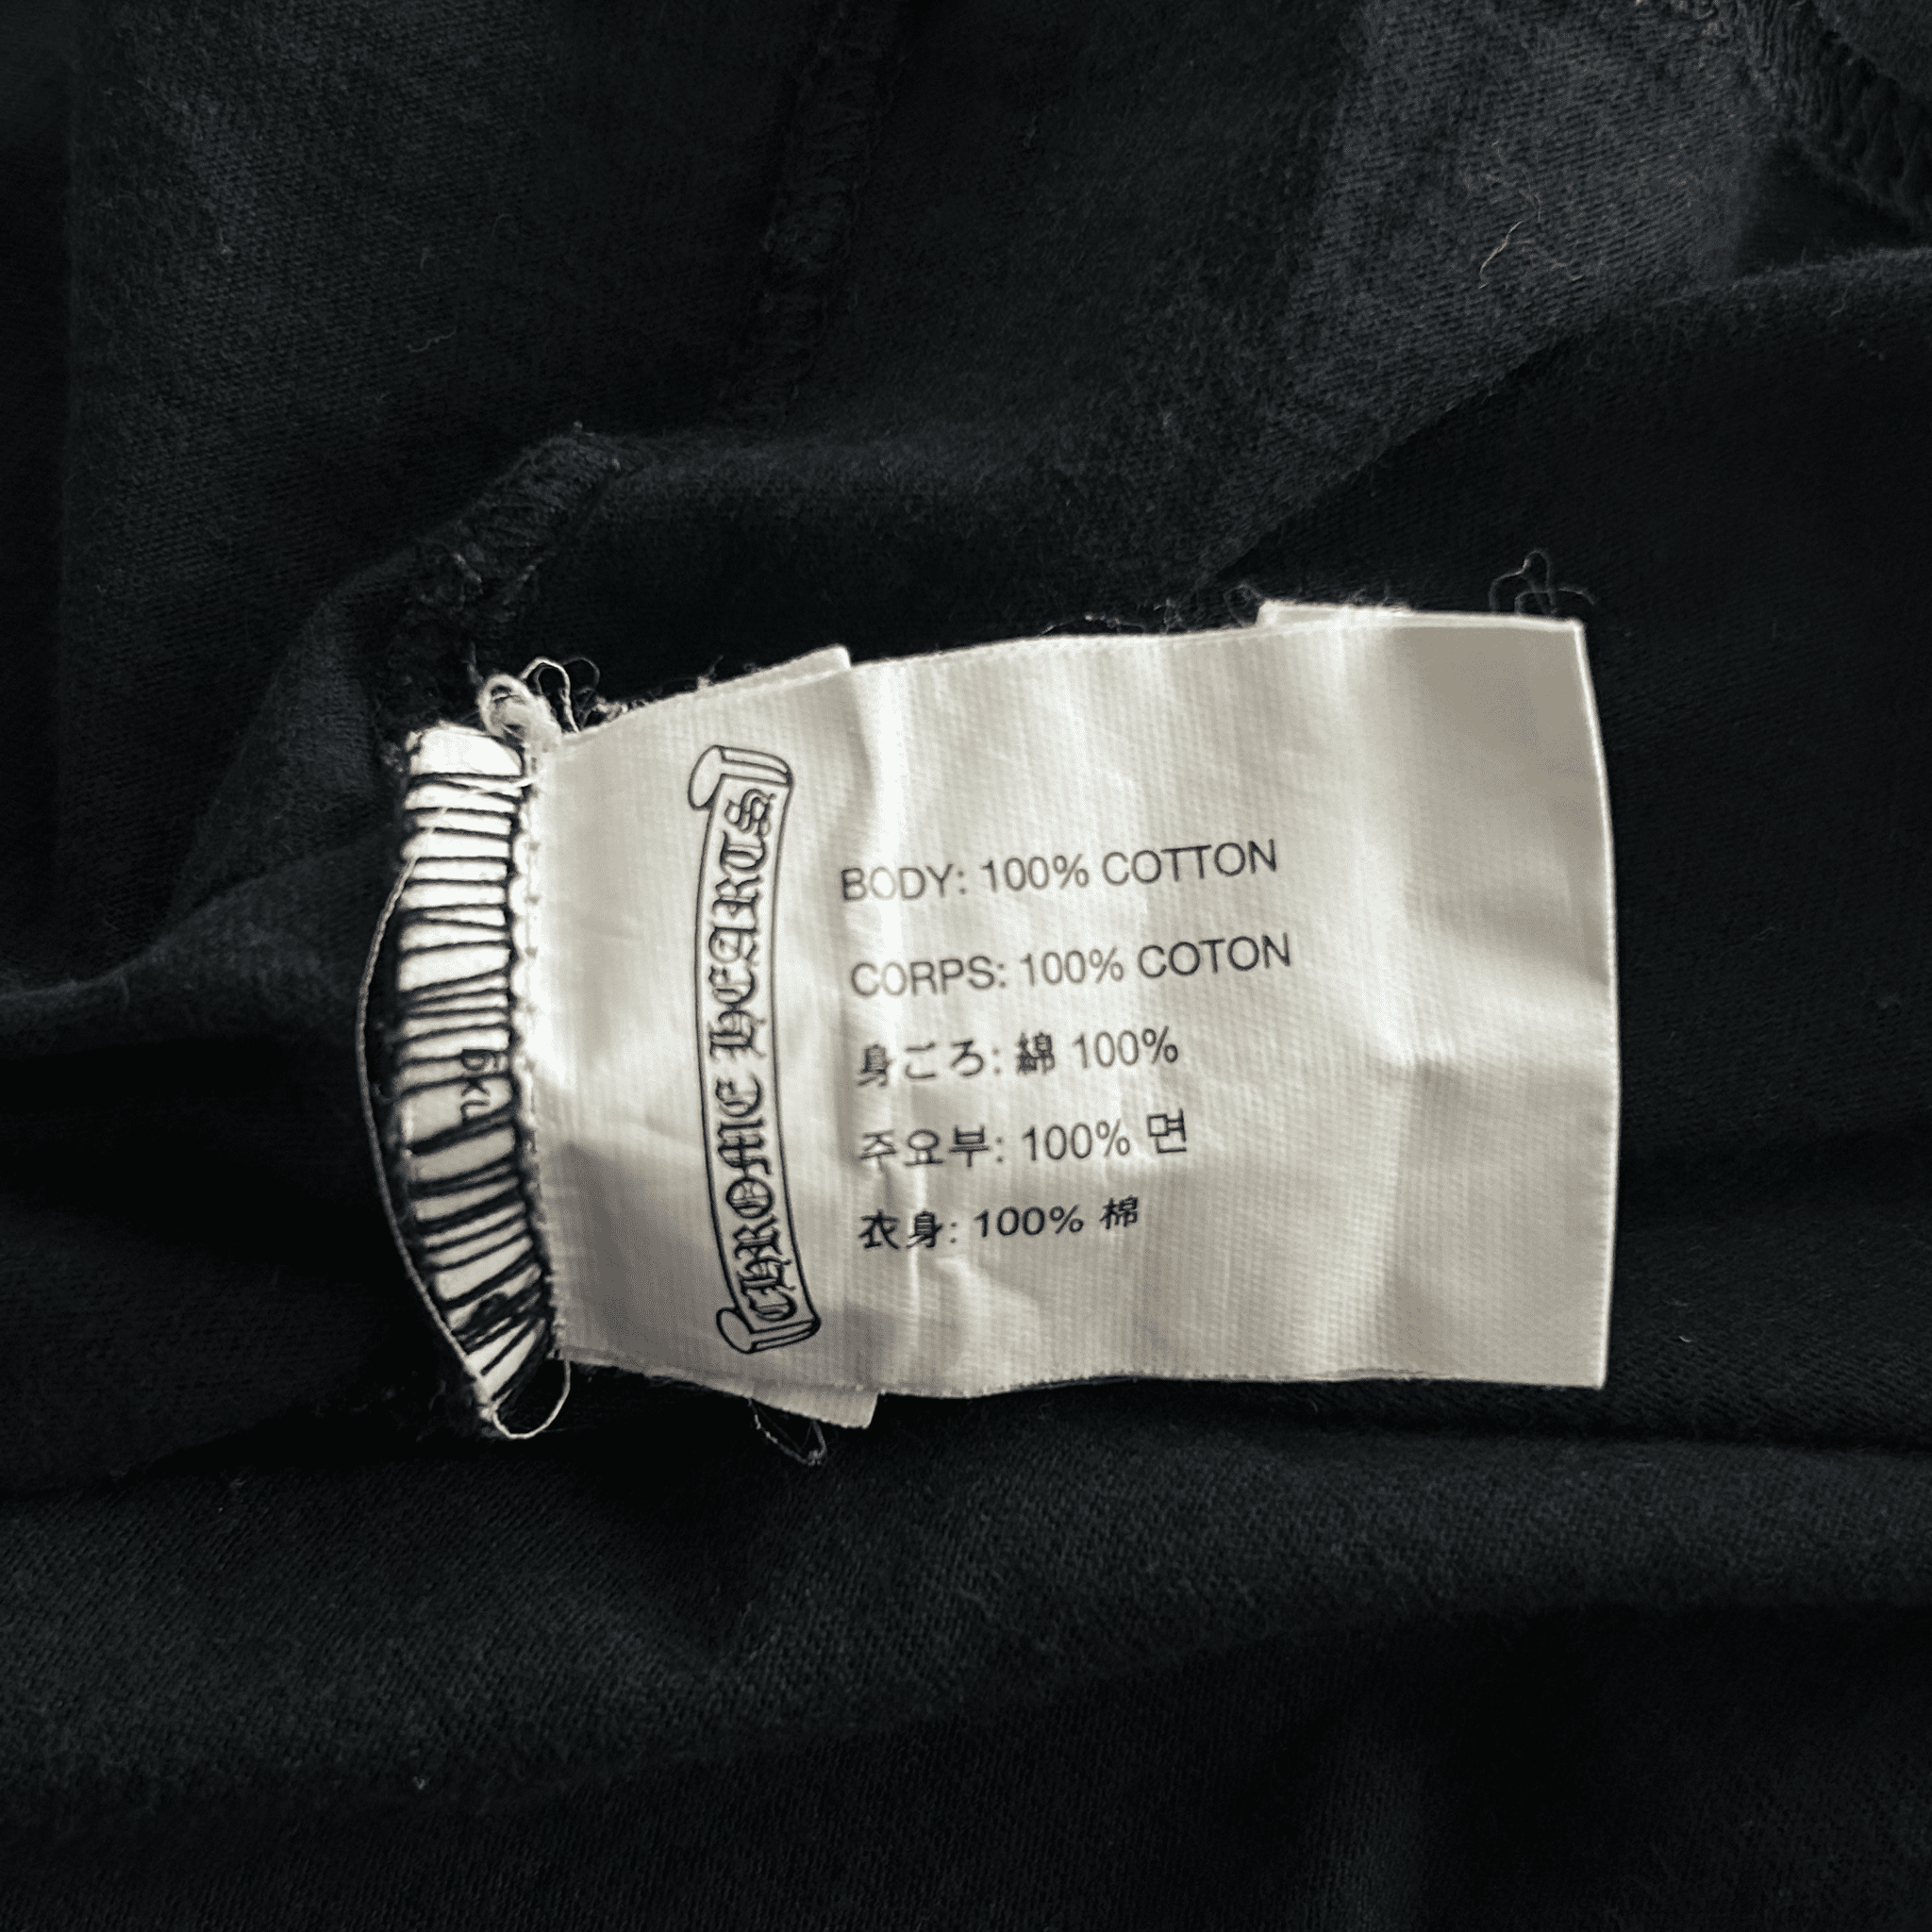 CHROME HEARTS
BODY: 100% COTTON
CORPS: 100% COTON
身ごろ: 綿 100%
주요부: 100% 면
衣身: 100% 棉